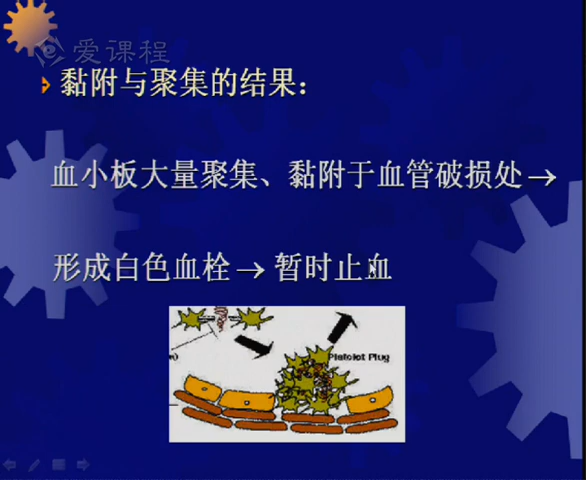 爱课程
黏附与聚集的结果：
血小板大量聚集、黏附于血管破损处→
形成白色血栓→暂时止血
Platelet Plug